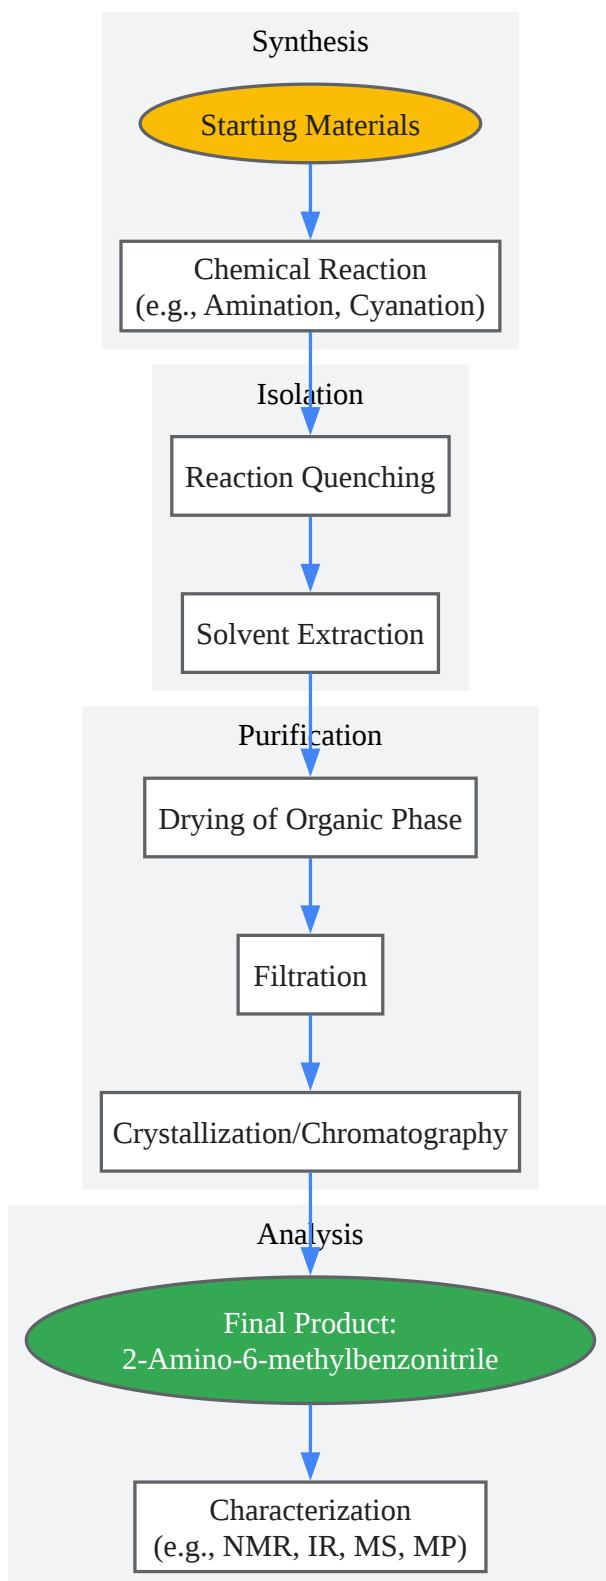 Synthesis
Starting Materials
Chemical Reaction
(e.g., Amination, Cyanation)
Isolation
Reaction Quenching
Solvent Extraction
Purification
Drying of Organic Phase
Filtration
Crystallization/Chromatography
Analysis
Final Product:
2-Amino-6-methylbenzonitrile
Characterization
(e.g., NMR, IR, MS, MP)